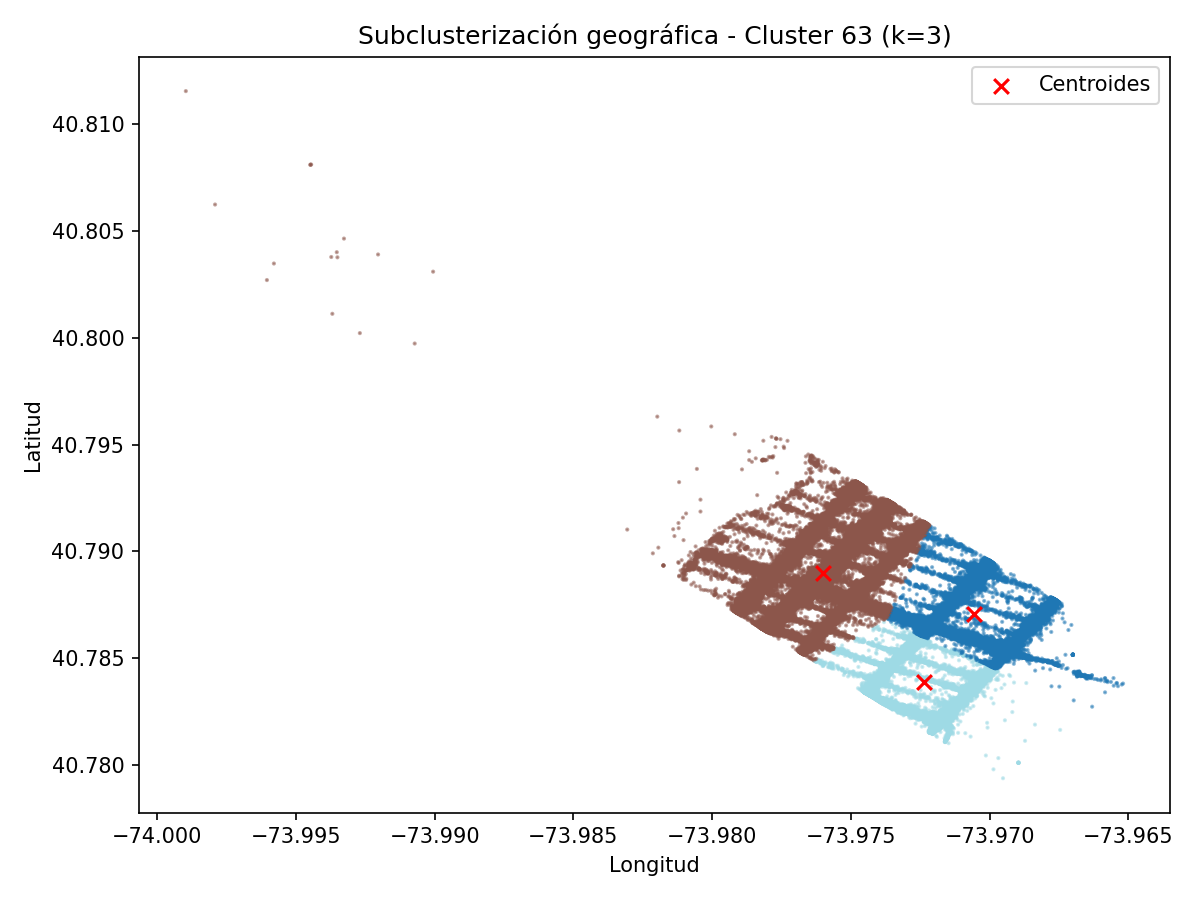 Subclusterización geográfica - Cluster 63 (k=3)
Centroides
40.810
40.805
40.800
40.795
40.790
40.785
40.780
Latitud
−74.000 −73.995 −73.990 −73.985 −73.980 −73.975 −73.970 −73.965
Longitud